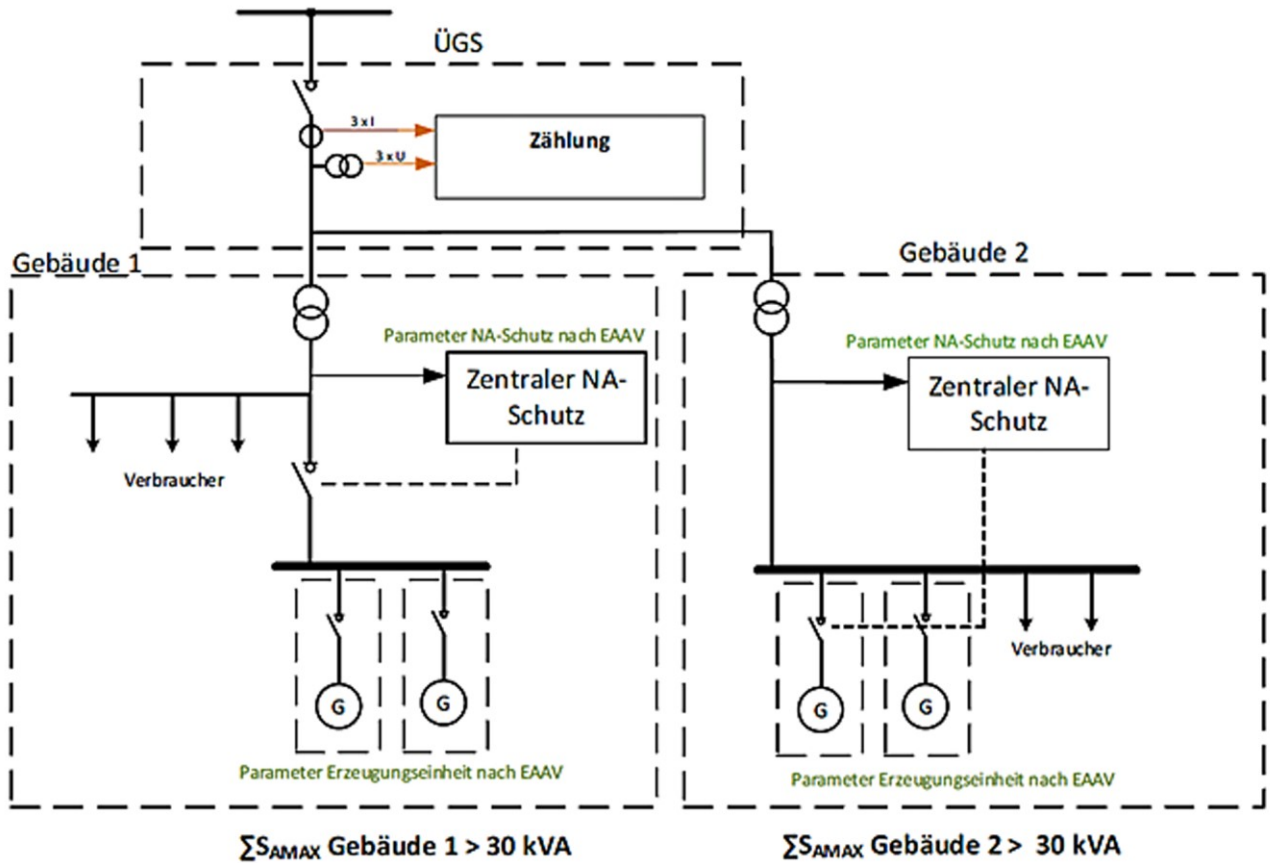 ÜGS
3 x I
Zählung
3 x U
Gebäude 1
Gebäude 2
Parameter NA-Schutz nach EAAV
Zentraler NA-
Schutz
Parameter NA-Schutz nach EAAV
Zentraler NA-
Schutz
Verbraucher
Verbraucher
G
G
G
G
Parameter Erzeugungseinheit nach EAAV
Parameter Erzeugungseinheit nach EAAV
∑SAMAX Gebäude 1 > 30 kVA
∑SAMAX Gebäude 2 > 30 kVA